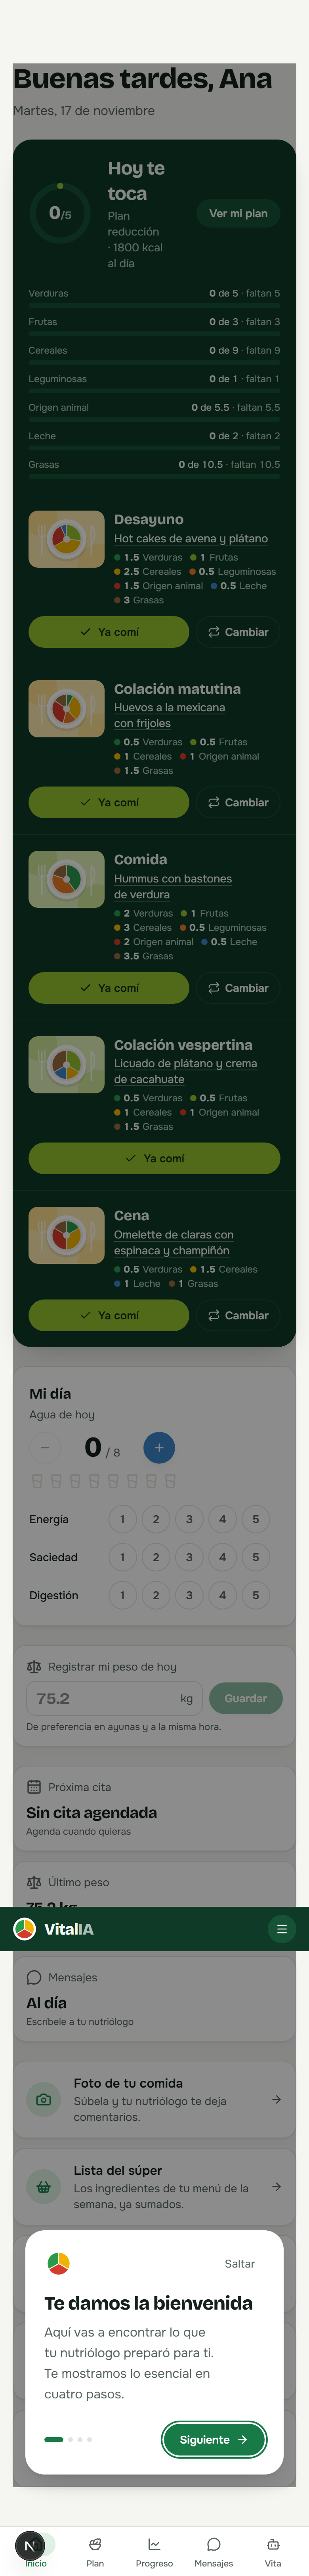 Buenas tardes, Ana
Martes, 17 de noviembre
0/5
Hoy te
toca
Plan
reducción
· 1800 kcal
al día
Ver mi plan
Verduras 0 de 5 · faltan 5
Frutas 0 de 3 · faltan 3
Cereales 0 de 9 · faltan 9
Leguminosas 0 de 1 · faltan 1
Origen animal 0 de 5.5 · faltan 5.5
Leche 0 de 2 · faltan 2
Grasas 0 de 10.5 · faltan 10.5
Desayuno
Hot cakes de avena y plátano
1.5 Verduras 1 Frutas
2.5 Cereales 0.5 Leguminosas
1.5 Origen animal 0.5 Leche
3 Grasas
Ya comí Cambiar
Colación matutina
Huevos a la mexicana
con frijoles
0.5 Verduras 0.5 Frutas
1 Cereales 1 Origen animal
1.5 Grasas
Ya comí Cambiar
Comida
Hummus con bastones
de verdura
2 Verduras 1 Frutas
3 Cereales 0.5 Leguminosas
2 Origen animal 0.5 Leche
3.5 Grasas
Ya comí Cambiar
Colación vespertina
Licuado de plátano y crema
de cacahuate
0.5 Verduras 0.5 Frutas
1 Cereales 1 Origen animal
1.5 Grasas
Ya comí
Cena
Omelette de claras con
espinaca y champiñón
0.5 Verduras 1.5 Cereales
1 Leche 1 Grasas
Ya comí Cambiar
Mi día
Agua de hoy
0 / 8
Energía 1 2 3 4 5
Saciedad 1 2 3 4 5
Digestión 1 2 3 4 5
Registrar mi peso de hoy
75.2 kg Guardar
De preferencia en ayunas y a la misma hora.
Próxima cita
Sin cita agendada
Agenda cuando quieras
Último peso
75.2 kg
VitalIA
Mensajes
Al día
Escríbele a tu nutriólogo
Foto de tu comida
Súbela y tu nutriólogo te deja
comentarios.
Lista del súper
Los ingredientes de tu menú de la
semana, ya sumados.
Saltar
Te damos la bienvenida
Aquí vas a encontrar lo que
tu nutriólogo preparó para ti.
Te mostramos lo esencial en
cuatro pasos.
Siguiente
N
Inicio Plan Progreso Mensajes Vita